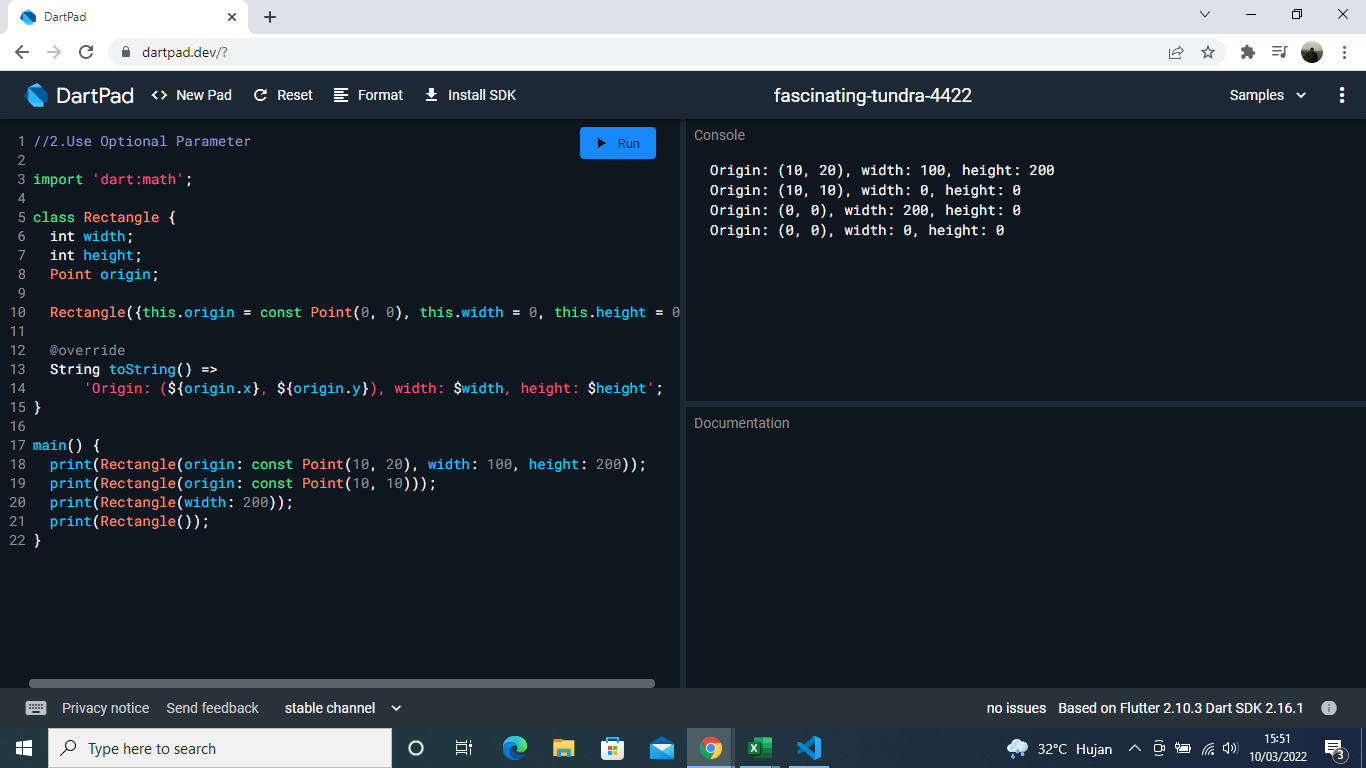 DartPad
dartpad.dev/?
DartPad
New Pad
Reset
Format
Install SDK
fascinating-tundra-4422
Samples
1 //2.Use Optional Parameter
2
3 import 'dart:math';
4
5 class Rectangle {
6 int width;
7 int height;
8 Point origin;
9
10 Rectangle({this.origin = const Point(0, 0), this.width = 0, this.height = 0
11
12 @override
13 String toString() =>
14 'Origin: (${origin.x}, ${origin.y}), width: $width, height: $height';
15 }
16
17 main() {
18 print(Rectangle(origin: const Point(10, 20), width: 100, height: 200));
19 print(Rectangle(origin: const Point(10, 10)));
20 print(Rectangle(width: 200));
21 print(Rectangle());
22 }
Run
Console
Origin: (10, 20), width: 100, height: 200
Origin: (10, 10), width: 0, height: 0
Origin: (0, 0), width: 200, height: 0
Origin: (0, 0), width: 0, height: 0
Documentation
Privacy notice
Send feedback
stable channel
no issues
Based on Flutter 2.10.3 Dart SDK 2.16.1
Type here to search
32°C Hujan
15:51
10/03/2022
3